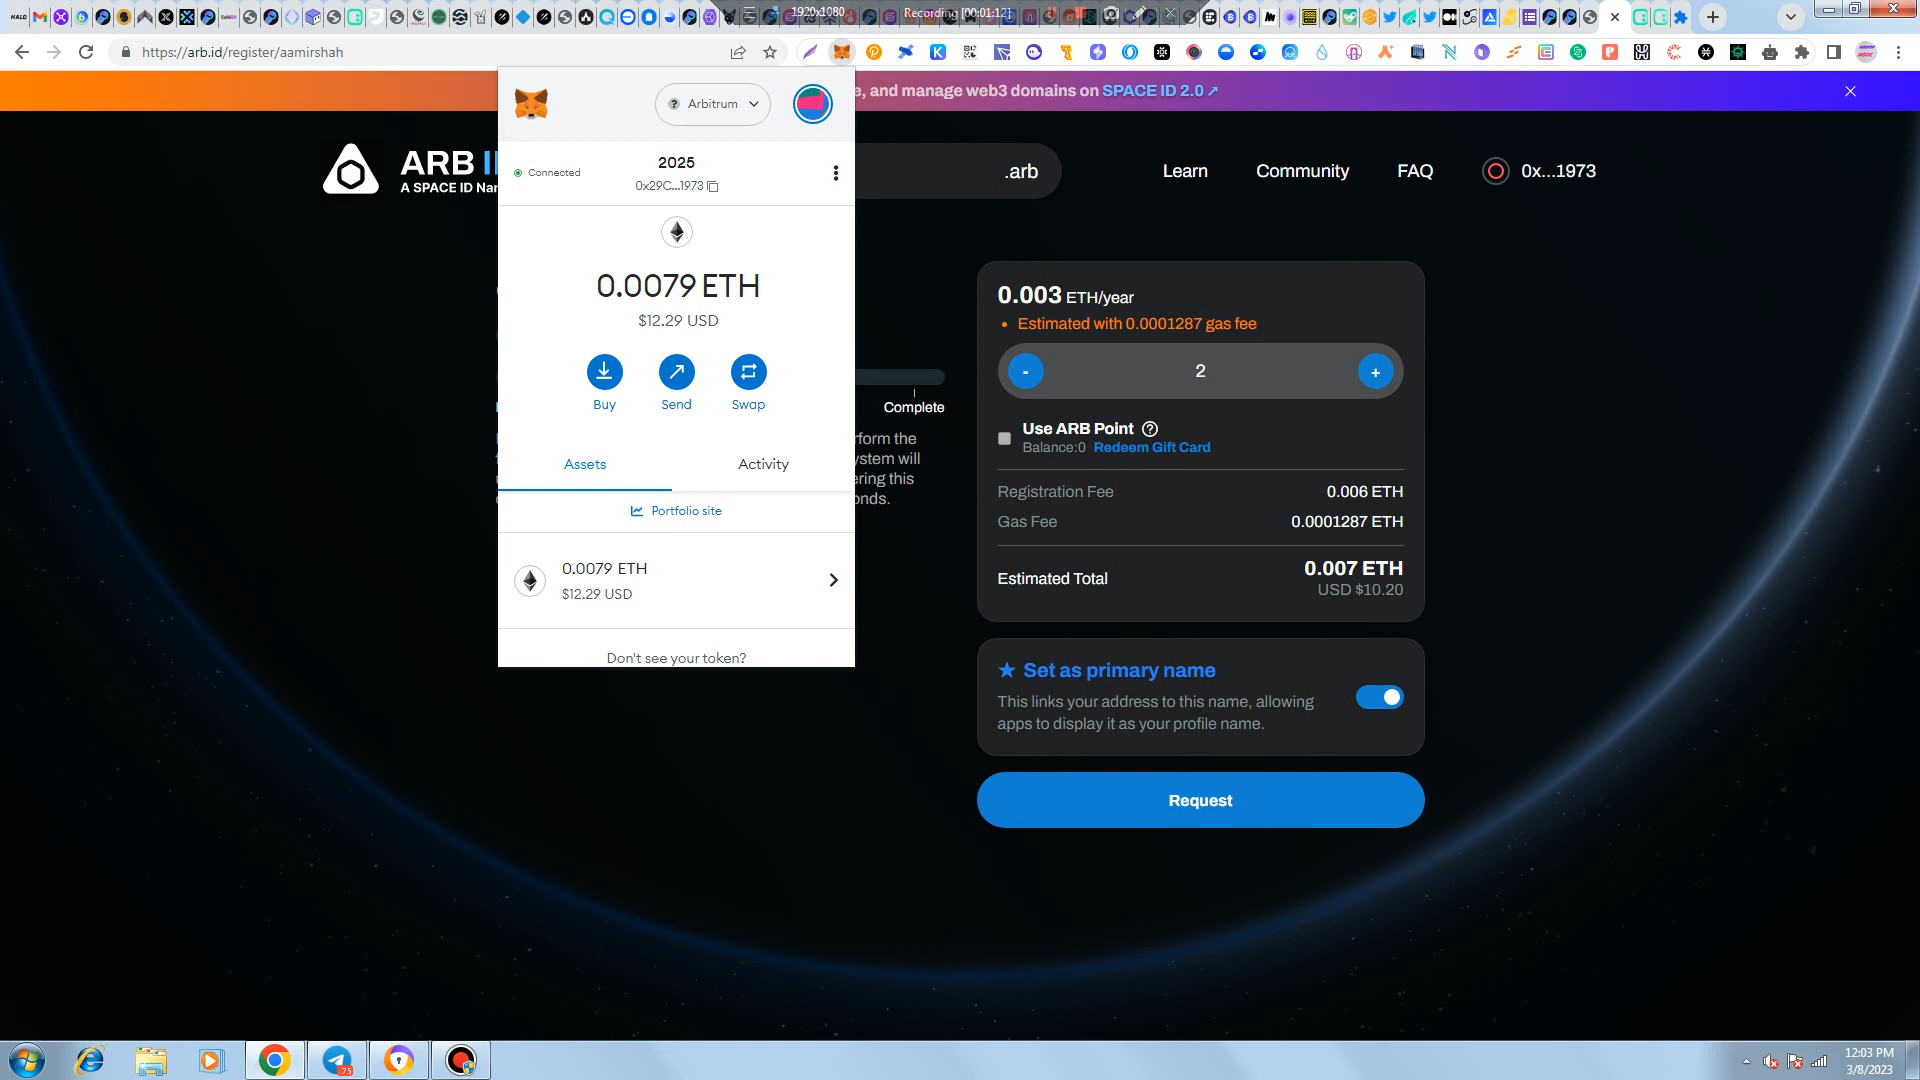 1920x1080
Recording [00:01:12]
https://arb.id/register/aamirshah
e, and manage web3 domains on SPACE ID 2.0 ↗
Arbitrum
Connected
2025
0x29C...1973
0.0079 ETH
$12.29 USD
Buy
Send
Swap
Assets
Activity
Portfolio site
0.0079 ETH
$12.29 USD
Don't see your token?
ARB I
A SPACE ID Nam
.arb
Learn
Community
FAQ
0x...1973
Complete
form the
ystem will
ering this
onds.
0.003 ETH/year
• Estimated with 0.0001287 gas fee
-
2
+
Use ARB Point ?
Balance:0 Redeem Gift Card
Registration Fee
0.006 ETH
Gas Fee
0.0001287 ETH
Estimated Total
0.007 ETH
USD $10.20
★ Set as primary name
This links your address to this name, allowing
apps to display it as your profile name.
Request
75
12:03 PM
3/8/2023